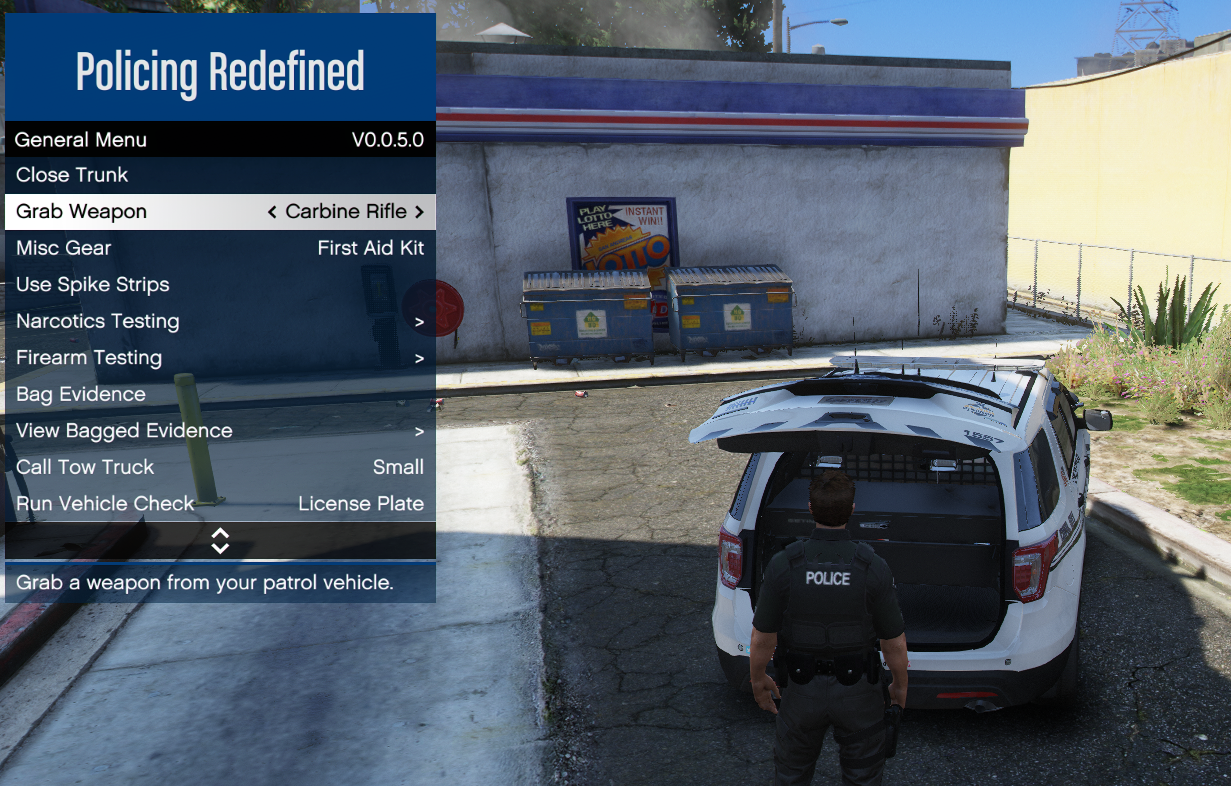 Policing Redefined
General Menu V0.0.5.0
Close Trunk
Grab Weapon < Carbine Rifle >
Misc Gear First Aid Kit
Use Spike Strips
Narcotics Testing >
Firearm Testing >
Bag Evidence
View Bagged Evidence >
Call Tow Truck Small
Run Vehicle Check License Plate
Grab a weapon from your patrol vehicle.
PLAY
LOTTO
HERE
INSTANT
WIN!!
LOTTO
POLICE